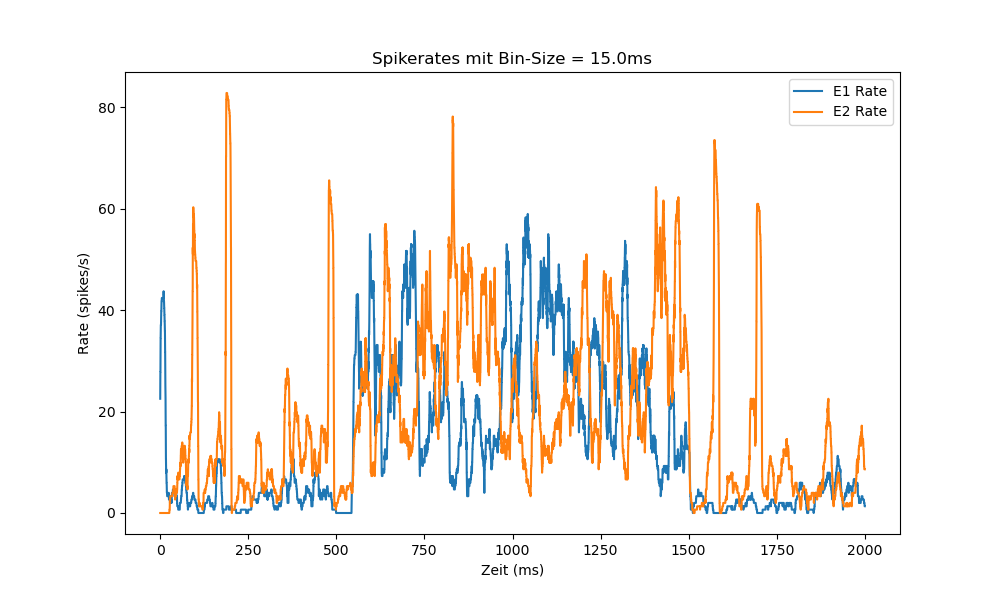 Spikerates mit Bin-Size = 15.0ms
E1 Rate
E2 Rate
80
60
40
20
0
Rate (spikes/s)
0 250 500 750 1000 1250 1500 1750 2000
Zeit (ms)